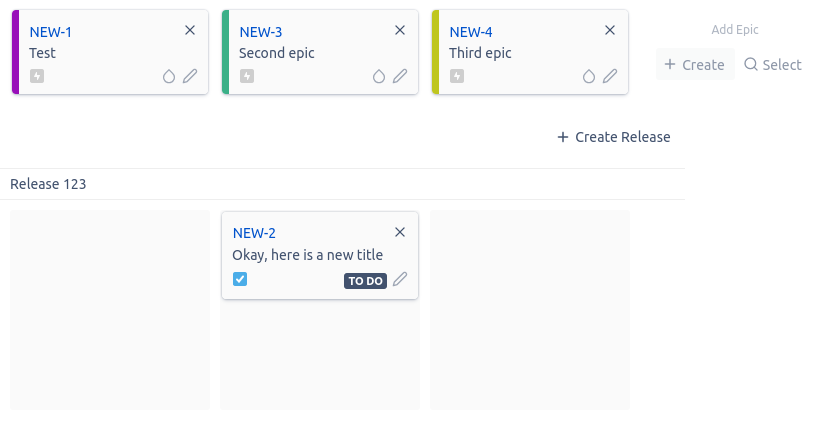 NEW-1
Test
NEW-3
Second epic
NEW-4
Third epic
Add Epic
Create
Select
Create Release
Release 123
NEW-2
Okay, here is a new title
TO DO